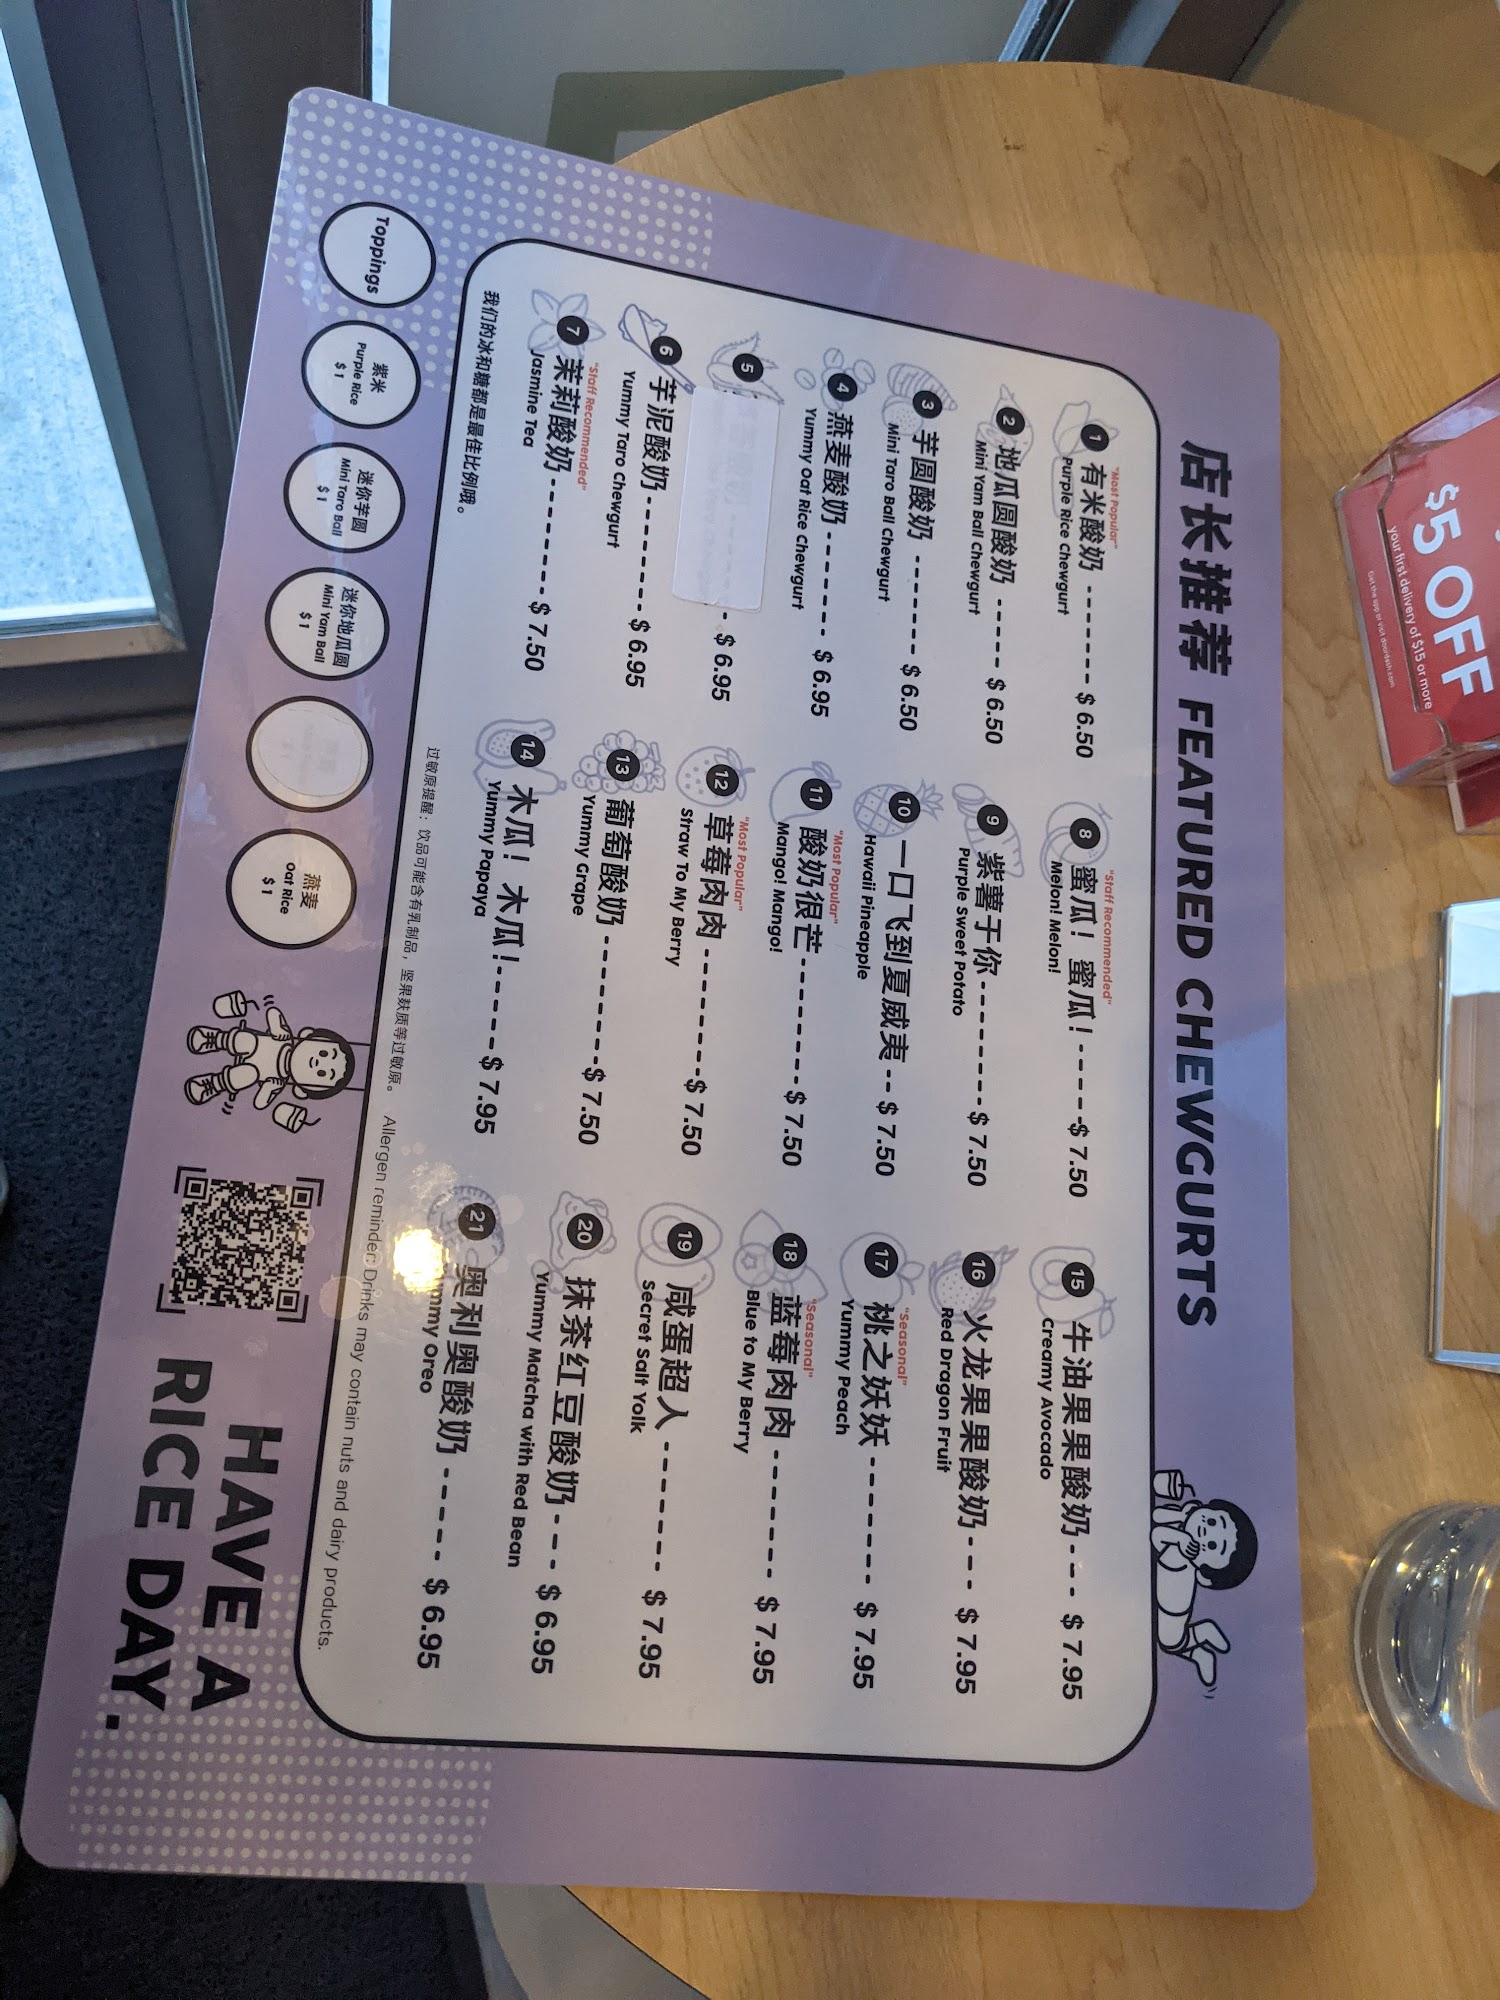 店长推荐 FEATURED CHEWGURTS
"Most Popular"
1 有米酸奶 ------- $ 6.50
Purple Rice Chewgurt
2 地瓜圆酸奶 ----- $ 6.50
Mini Yam Ball Chewgurt
3 芋圆酸奶 ------- $ 6.50
Mini Taro Ball Chewgurt
4 燕麦酸奶 ------- $ 6.95
Yummy Oat Rice Chewgurt
5 - $ 6.95
6 芋泥酸奶 -------- $ 6.95
Yummy Taro Chewgurt
"Staff Recommended"
7 茉莉酸奶 -------- $ 7.50
Jasmine Tea
我们的冰和糖都是最佳比例哦。
"Staff Recommended"
8 蜜瓜！蜜瓜！-----$ 7.50
Melon! Melon!
9 紫薯于你--------$ 7.50
Purple Sweet Potato
10 一口飞到夏威夷 -- $ 7.50
Hawaii Pineapple
"Most Popular"
11 酸奶很芒--------$ 7.50
Mango! Mango!
"Most Popular"
12 草莓肉肉--------$ 7.50
Straw To My Berry
13 葡萄酸奶--------$ 7.50
Yummy Grape
14 木瓜！木瓜！-----$ 7.95
Yummy Papaya
过敏原提醒：饮品可能含有乳制品，坚果麸质等过敏原。 Allergen reminder: Drinks may contain nuts and dairy products.
15 牛油果果酸奶--- $ 7.95
Creamy Avocado
16 火龙果果酸奶--- $ 7.95
Red Dragon Fruit
"Seasonal"
17 桃之妖妖------ $ 7.95
Yummy Peach
"Seasonal"
18 蓝莓肉肉------- $ 7.95
Blue to My Berry
19 咸蛋超人------- $ 7.95
Secret Salt Yolk
20 抹茶红豆酸奶--- $ 6.95
Yummy Matcha with Red Bean
21 奥利奥酸奶----- $ 6.95
Yummy Oreo
Toppings
紫米
Purple Rice
$ 1
迷你芋圆
Mini Taro Ball
$ 1
迷你地瓜圆
Mini Yam Ball
$ 1
燕麦
Oat Rice
$ 1
HAVE A
RICE DAY.
$5 OFF
your first delivery of $15 or more
Get the app or visit doordash.com